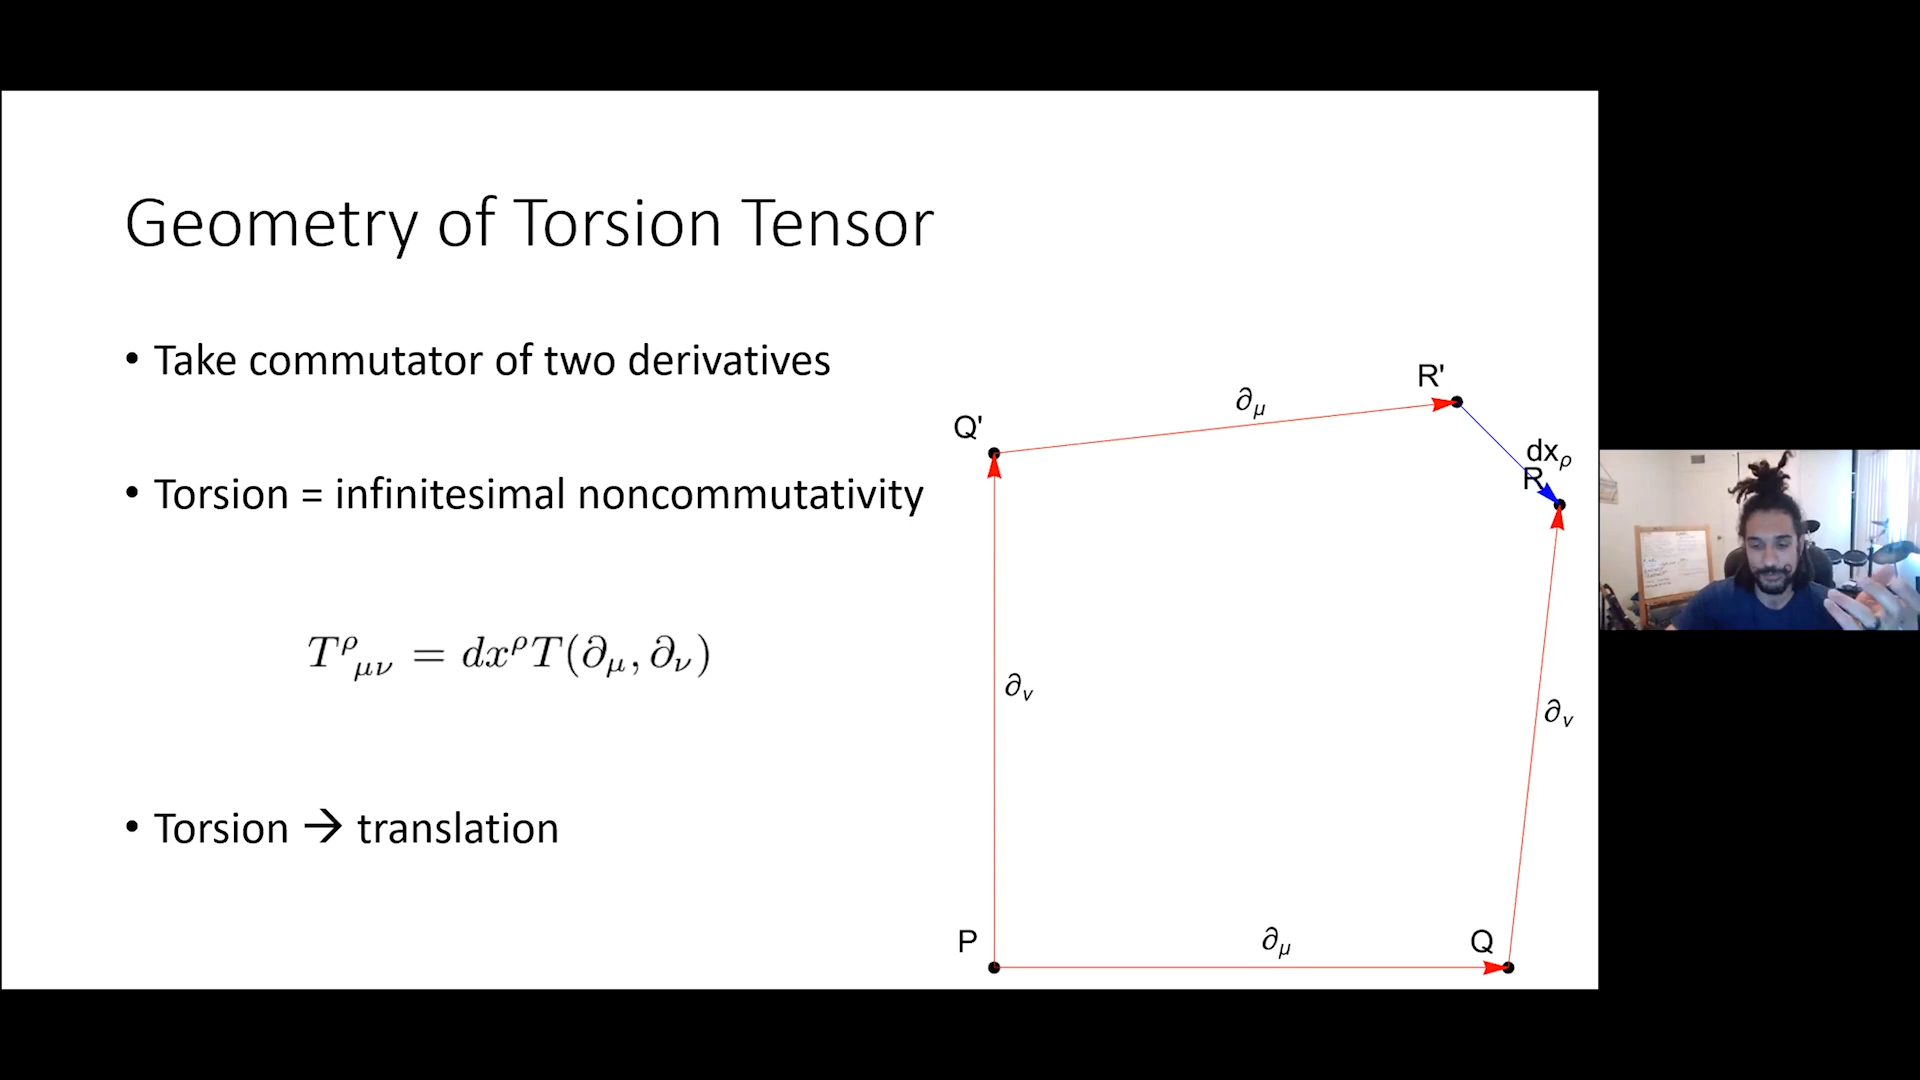 Geometry of Torsion Tensor
• Take commutator of two derivatives
• Torsion = infinitesimal noncommutativity
T^ρ_μν = dx^ρ T(∂_μ, ∂_ν)
• Torsion → translation
R'
∂_μ
Q'
dx_ρ
R
∂_ν
∂_ν
P
∂_μ
Q